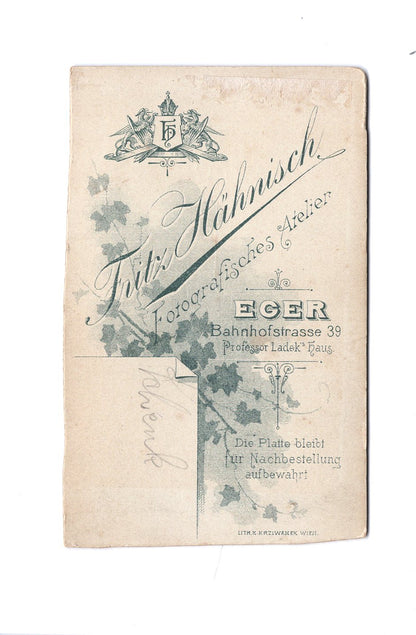 FH
Fritz Hähnisch
Fotografisches Atelier
EGER
Bahnhofstrasse 39
Professor Ladek's Haus.
Die Platte bleibt
für Nachbestellung
aufbewahrt
LITH. K. KRZIWANEK WIEN.